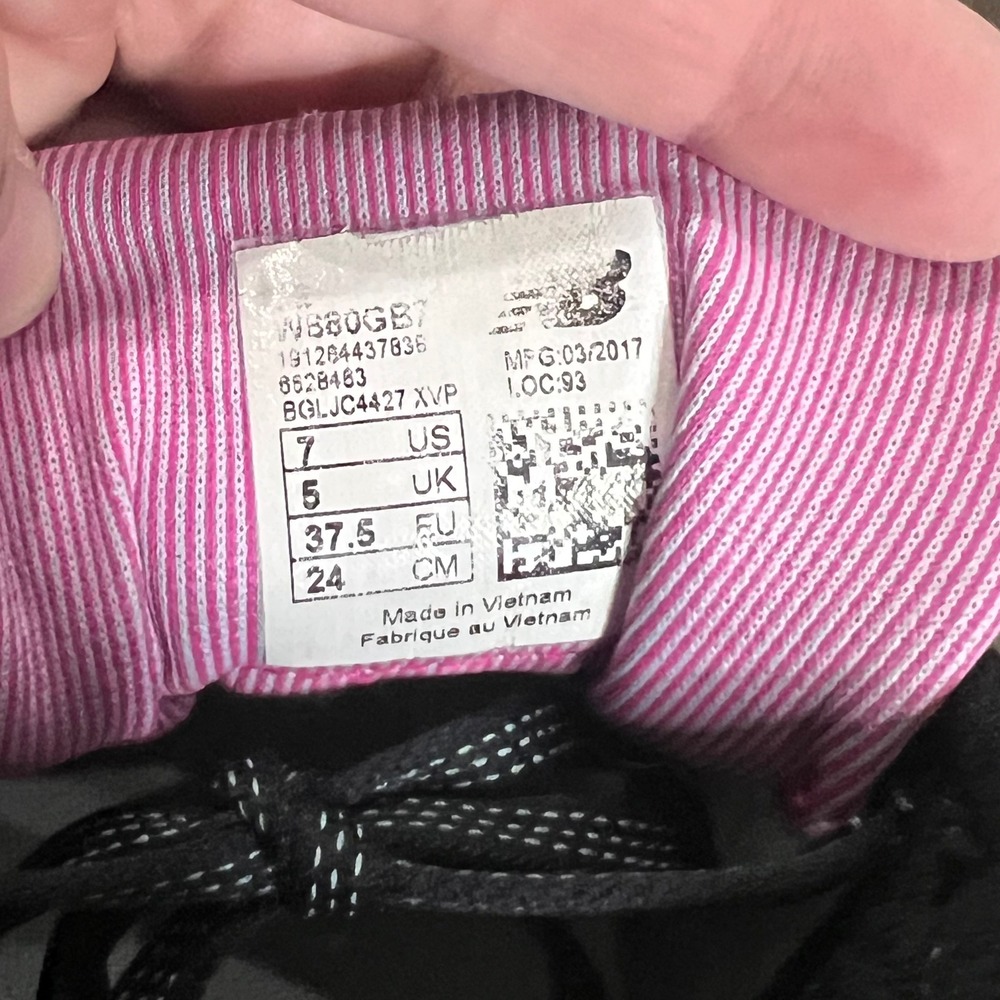 W880GB7
191264437836
6628463
BGLJC4427 XVP
MFG:03/2017
LOC:93
7 US
5 UK
37.5 EU
24 CM
Made in Vietnam
Fabrique au Vietnam